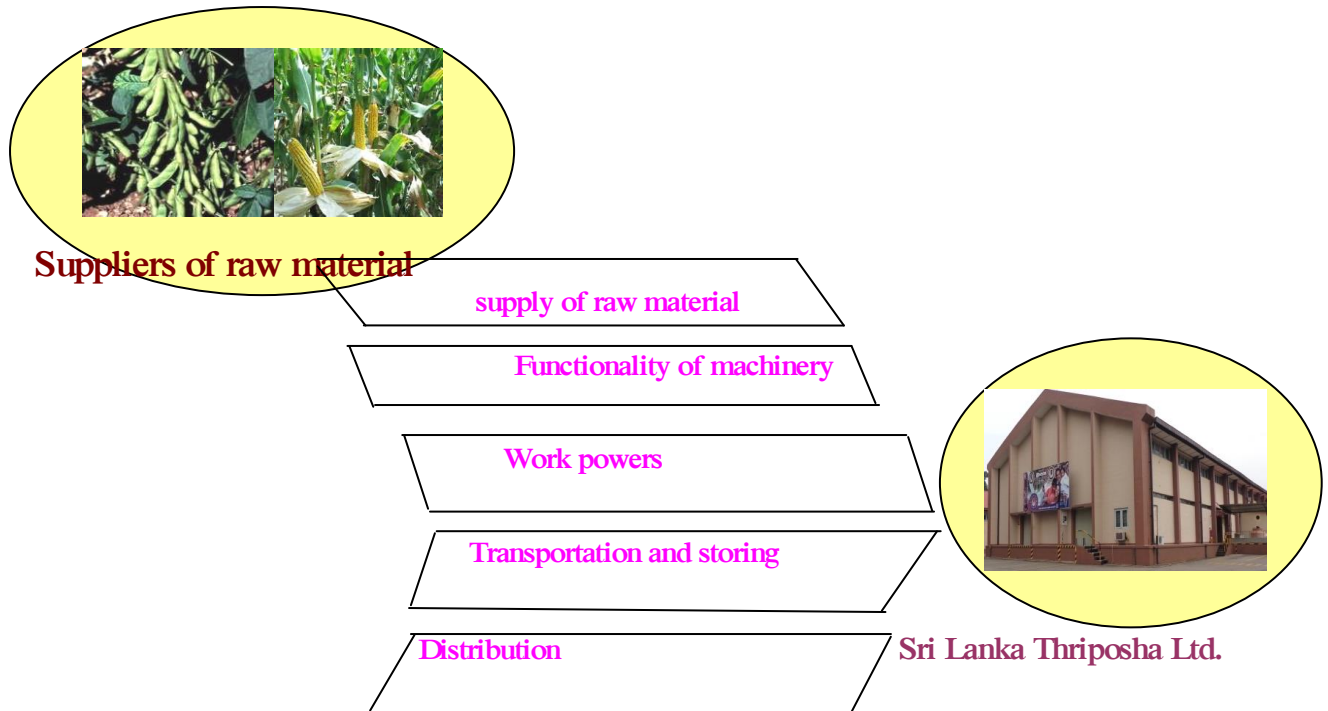 Suppliers of raw material
supply of raw material
Functionality of machinery
Work powers
Transportation and storing
Distribution
Sri Lanka Thriposha Ltd.